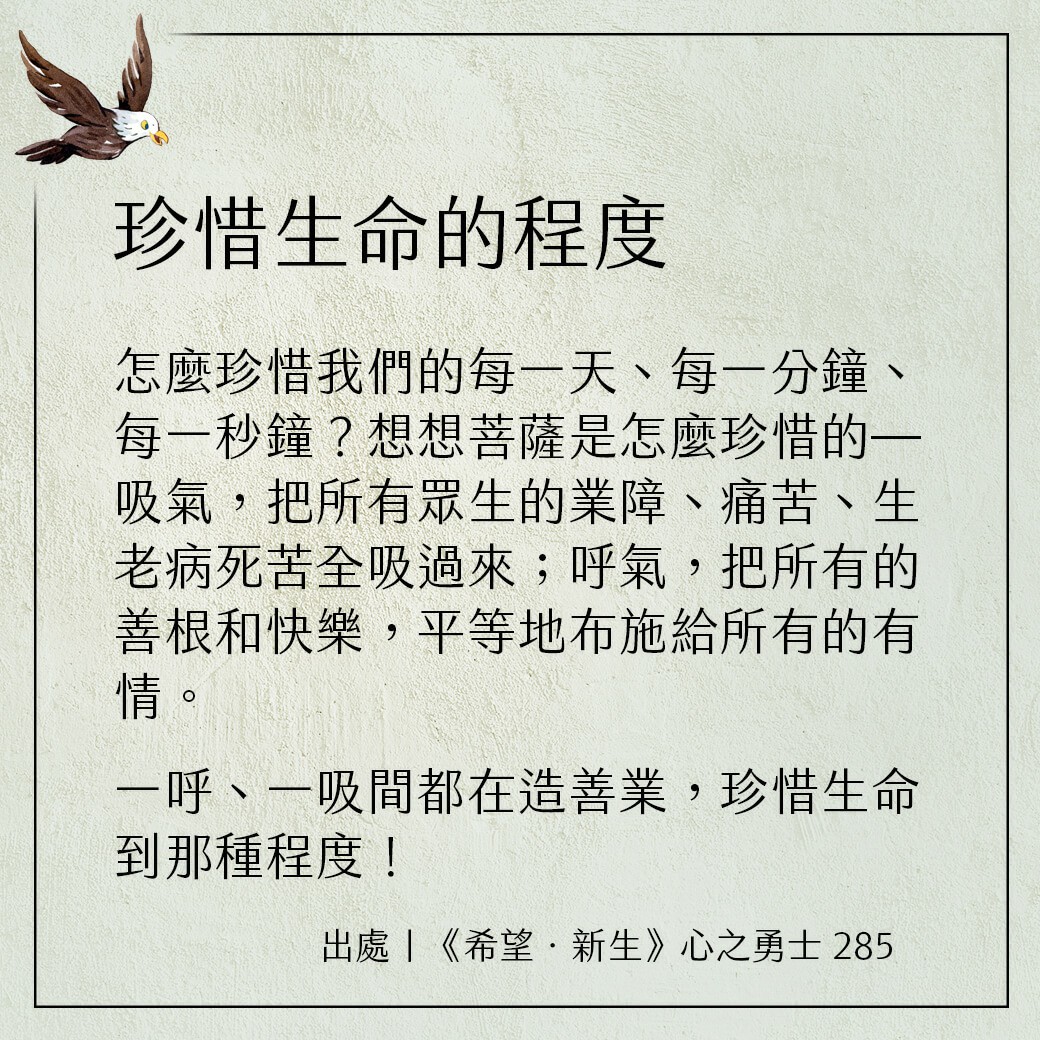 珍惜生命的程度
怎麼珍惜我們的每一天、每一分鐘、
每一秒鐘？想想菩薩是怎麼珍惜的—
吸氣，把所有眾生的業障、痛苦、生
老病死苦全吸過來；呼氣，把所有的
善根和快樂，平等地布施給所有的有
情。
一呼、一吸間都在造善業，珍惜生命
到那種程度！
出處｜《希望．新生》心之勇士 285